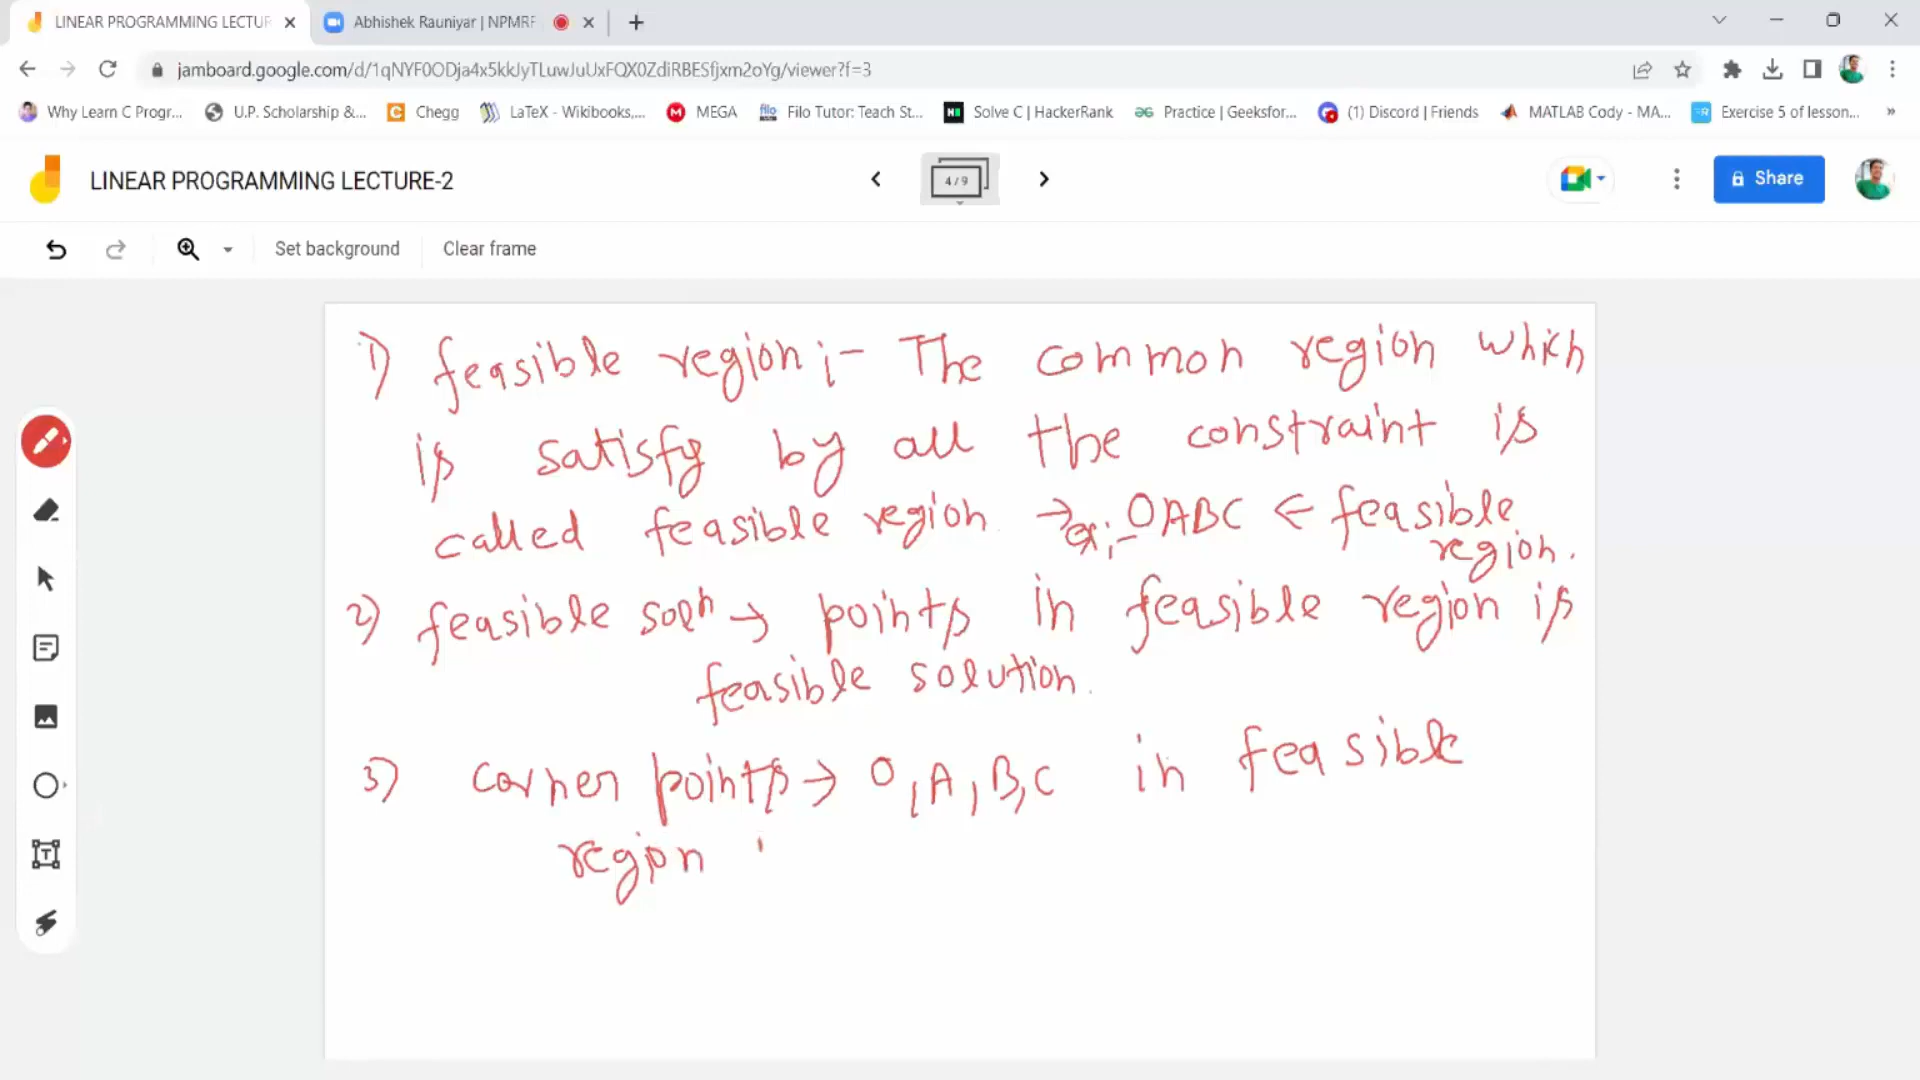 LINEAR PROGRAMMING LECTUR
Abhishek Rauniyar | NPMRF
jamboard.google.com/d/1qNYF0ODja4x5kkJyTLuwJuUxFQX0ZdiRBESfjxm2oYg/viewer?f=3
Why Learn C Progr...
U.P. Scholarship &...
Chegg
LaTeX - Wikibooks,...
MEGA
Filo Tutor: Teach St...
Solve C | HackerRank
Practice | Geeksfor...
(1) Discord | Friends
MATLAB Cody - MA...
Exercise 5 of lesson...
LINEAR PROGRAMMING LECTURE-2
4 / 9
Share
Set background
Clear frame
1) feasible region :- The common region which
is satisfy by all the constraint is
called feasible region. → ex:- OABC ← feasible
region.
2) feasible soln → points in feasible region is
feasible solution.
3) corner points → O, A, B, C in feasible
region